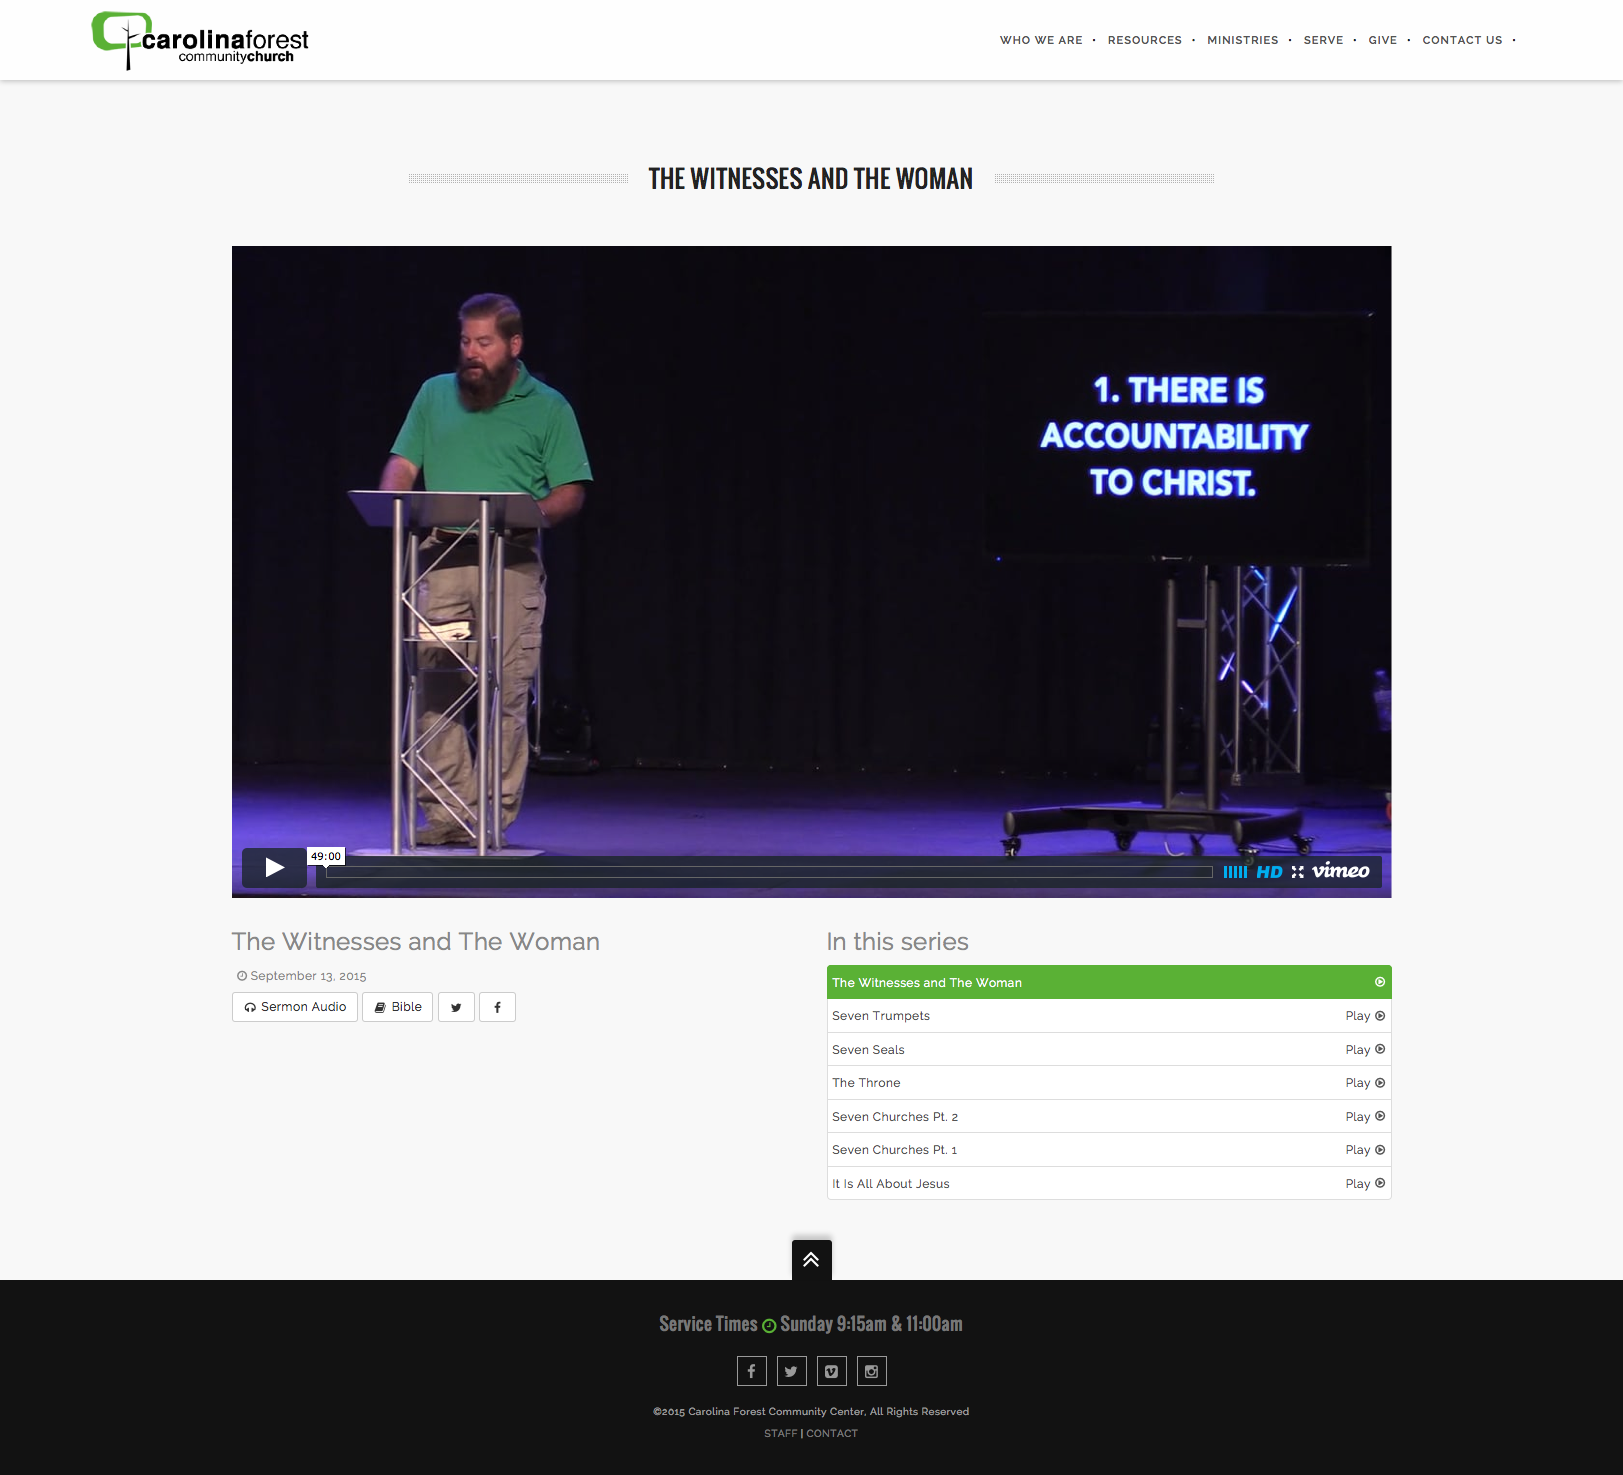 carolinaforest
communitychurch
WHO WE ARE • RESOURCES • MINISTRIES • SERVE • GIVE • CONTACT US •
THE WITNESSES AND THE WOMAN
1. THERE IS
ACCOUNTABILITY
TO CHRIST.
49:00
HD vimeo
The Witnesses and The Woman
September 13, 2015
Sermon Audio Bible
In this series
The Witnesses and The Woman
Seven Trumpets Play
Seven Seals Play
The Throne Play
Seven Churches Pt. 2 Play
Seven Churches Pt. 1 Play
It Is All About Jesus Play
Service Times Sunday 9:15am & 11:00am
©2015 Carolina Forest Community Center, All Rights Reserved
STAFF | CONTACT